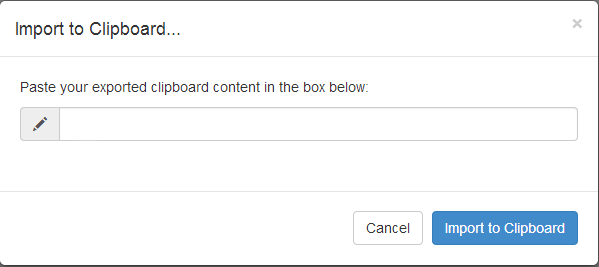 Import to Clipboard...
×
Paste your exported clipboard content in the box below:
Cancel
Import to Clipboard